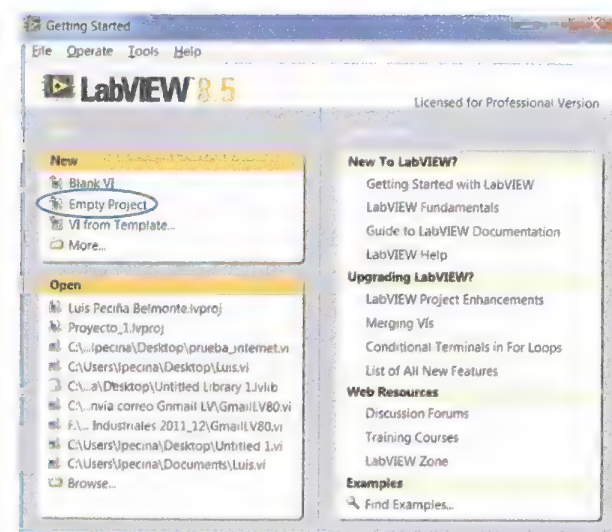 Getting Started
File Operate Tools Help
LabVIEW 8.5
Licensed for Professional Version
New
Blank VI
Empty Project
VI from Template...
More...
Open
Luis Peciña Belmonte.lvproj
Proyecto_1.lvproj
C:\...lpecina\Desktop\prueba_internet.vi
C:\Users\lpecina\Desktop\Luis.vi
C:\...a\Desktop\Untitled Library 1.lvlib
C:\...nvia correo Gnmail LV\GmailLV80.vi
F:\... Industriales 2011_12\GmailLV80.vi
C:\Users\lpecina\Desktop\Untitled 1.vi
C:\Users\lpecina\Documents\Luis.vi
Browse...
New To LabVIEW?
Getting Started with LabVIEW
LabVIEW Fundamentals
Guide to LabVIEW Documentation
LabVIEW Help
Upgrading LabVIEW?
LabVIEW Project Enhancements
Merging VIs
Conditional Terminals in For Loops
List of All New Features
Web Resources
Discussion Forums
Training Courses
LabVIEW Zone
Examples
Find Examples...